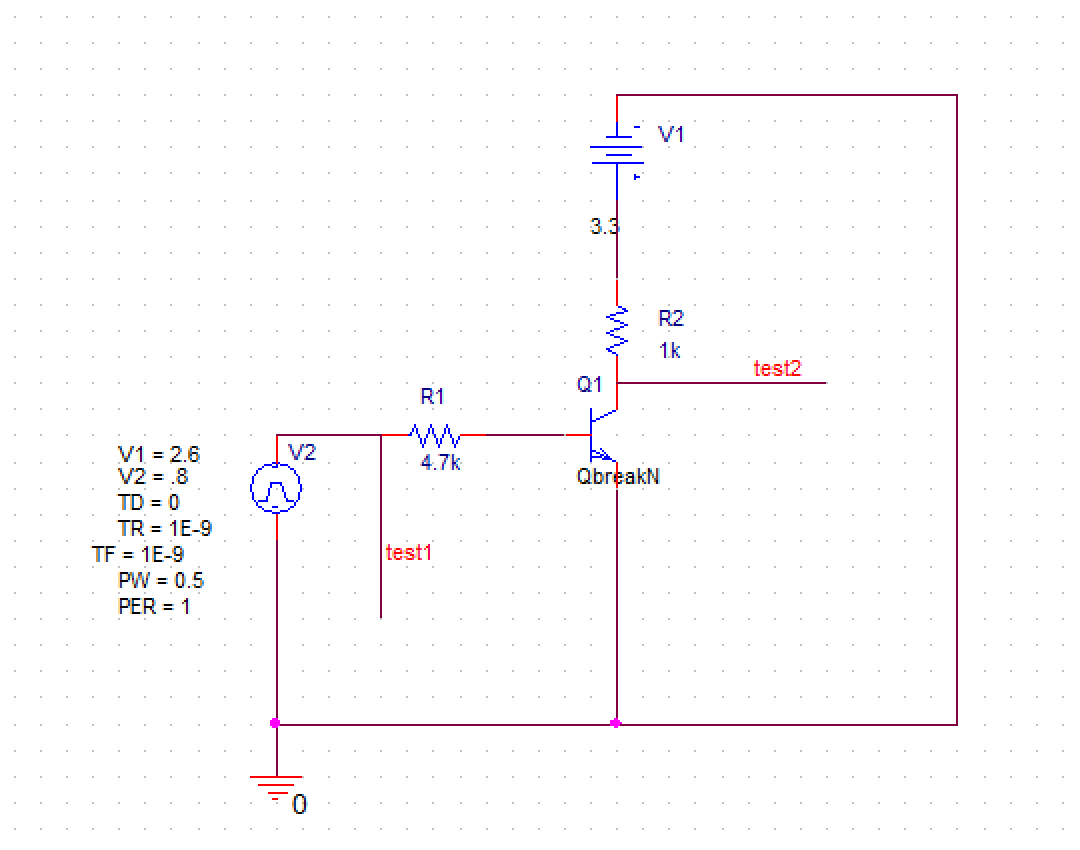 V1
3.3
R2
1k
test2
Q1
R1
4.7k
QbreakN
V2
V1 = 2.6
V2 = .8
TD = 0
TR = 1E-9
TF = 1E-9
PW = 0.5
PER = 1
test1
0